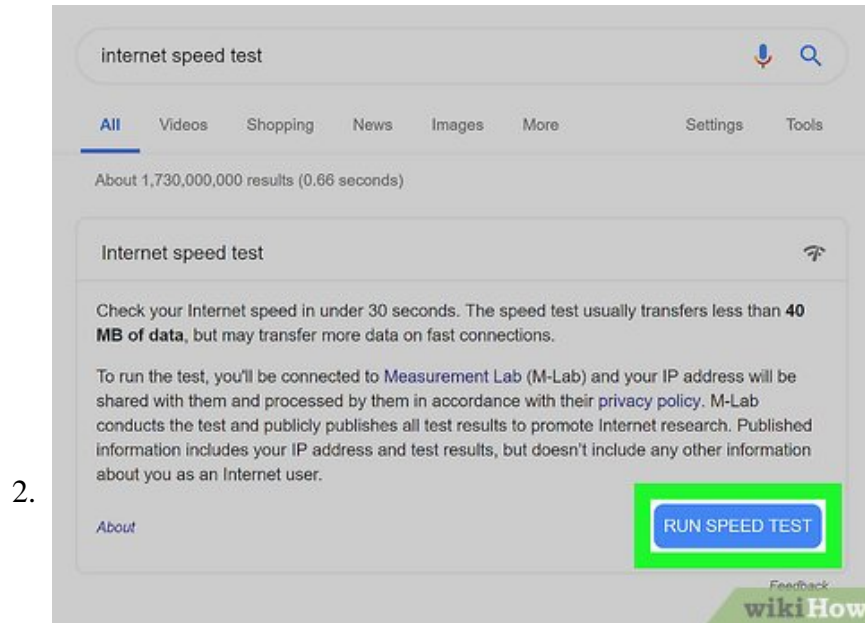 internet speed test
All Videos Shopping News Images More Settings Tools
About 1,730,000,000 results (0.66 seconds)
Internet speed test
Check your Internet speed in under 30 seconds. The speed test usually transfers less than 40
MB of data, but may transfer more data on fast connections.
To run the test, you'll be connected to Measurement Lab (M-Lab) and your IP address will be
shared with them and processed by them in accordance with their privacy policy. M-Lab
conducts the test and publicly publishes all test results to promote Internet research. Published
information includes your IP address and test results, but doesn't include any other information
about you as an Internet user.
2.
About RUN SPEED TEST
Feedback
wikiHow